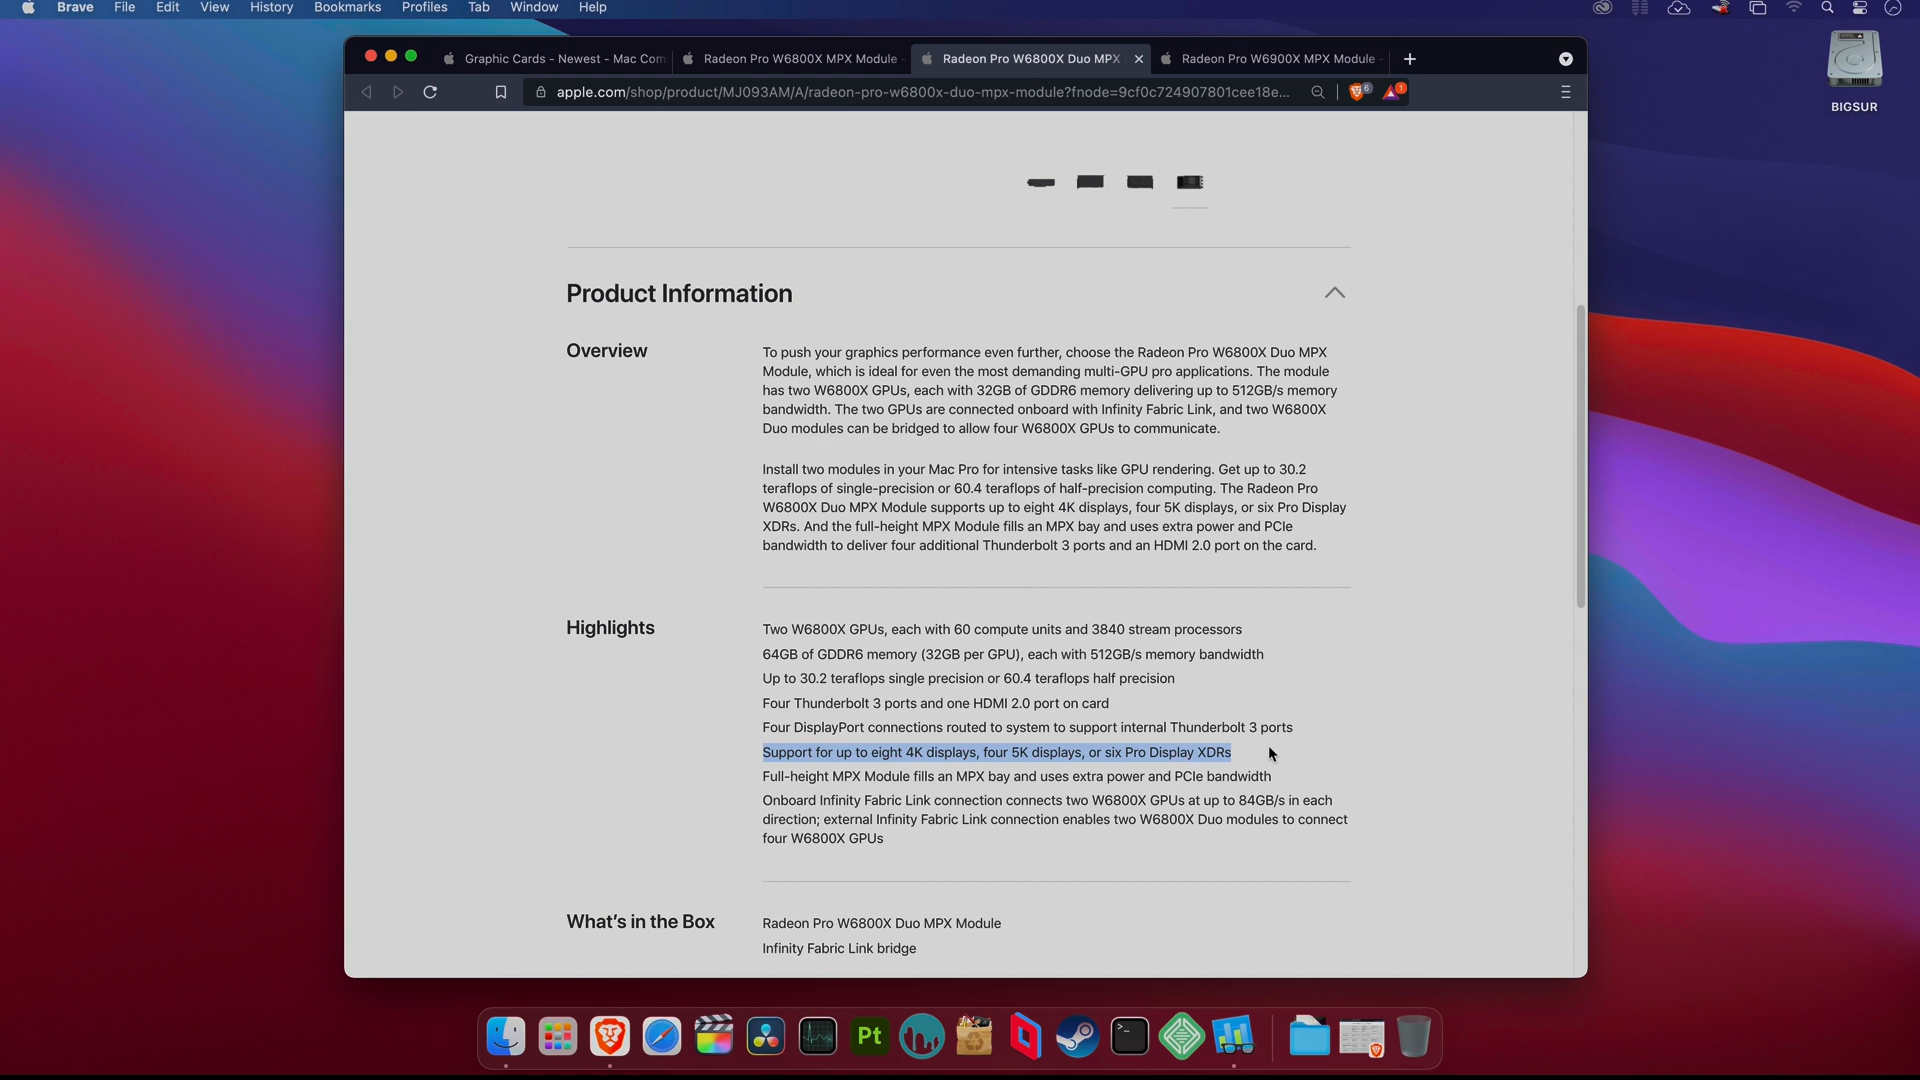 Brave File Edit View History Bookmarks Profiles Tab Window Help
Graphic Cards - Newest - Mac Com
Radeon Pro W6800X MPX Module -
Radeon Pro W6800X Duo MPX
Radeon Pro W6900X MPX Module -
apple.com/shop/product/MJ093AM/A/radeon-pro-w6800x-duo-mpx-module?fnode=9cf0c724907801cee18e...
6
1
BIGSUR
Product Information
Overview
To push your graphics performance even further, choose the Radeon Pro W6800X Duo MPX
Module, which is ideal for even the most demanding multi-GPU pro applications. The module
has two W6800X GPUs, each with 32GB of GDDR6 memory delivering up to 512GB/s memory
bandwidth. The two GPUs are connected onboard with Infinity Fabric Link, and two W6800X
Duo modules can be bridged to allow four W6800X GPUs to communicate.
Install two modules in your Mac Pro for intensive tasks like GPU rendering. Get up to 30.2
teraflops of single-precision or 60.4 teraflops of half-precision computing. The Radeon Pro
W6800X Duo MPX Module supports up to eight 4K displays, four 5K displays, or six Pro Display
XDRs. And the full-height MPX Module fills an MPX bay and uses extra power and PCIe
bandwidth to deliver four additional Thunderbolt 3 ports and an HDMI 2.0 port on the card.
Highlights
Two W6800X GPUs, each with 60 compute units and 3840 stream processors
64GB of GDDR6 memory (32GB per GPU), each with 512GB/s memory bandwidth
Up to 30.2 teraflops single precision or 60.4 teraflops half precision
Four Thunderbolt 3 ports and one HDMI 2.0 port on card
Four DisplayPort connections routed to system to support internal Thunderbolt 3 ports
Support for up to eight 4K displays, four 5K displays, or six Pro Display XDRs
Full-height MPX Module fills an MPX bay and uses extra power and PCIe bandwidth
Onboard Infinity Fabric Link connection connects two W6800X GPUs at up to 84GB/s in each
direction; external Infinity Fabric Link connection enables two W6800X Duo modules to connect
four W6800X GPUs
What's in the Box
Radeon Pro W6800X Duo MPX Module
Infinity Fabric Link bridge
Pt